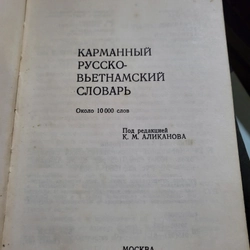 КАРМАННЫЙ
РУССКО-
ВЬЕТНАМСКИЙ
СЛОВАРЬ
Около 10 000 слов
Под редакцией
К. М. АЛИКАНОВА
МОСКВА